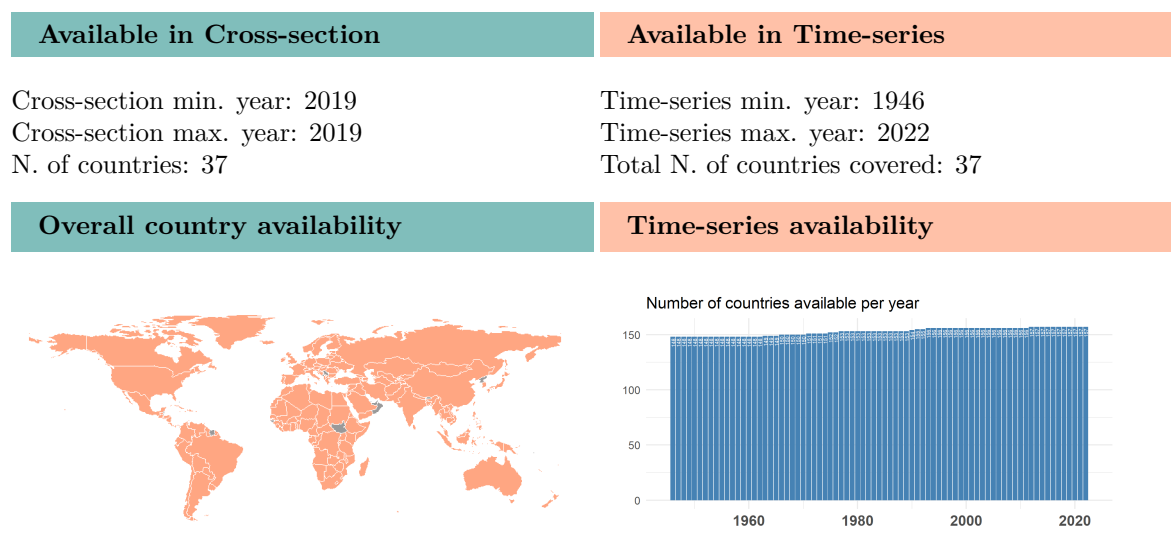 Available in Cross-section
Available in Time-series
Cross-section min. year: 2019
Cross-section max. year: 2019
N. of countries: 37
Time-series min. year: 1946
Time-series max. year: 2022
Total N. of countries covered: 37
Overall country availability
Time-series availability
Number of countries available per year
150
100
50
0
1960 1980 2000 2020